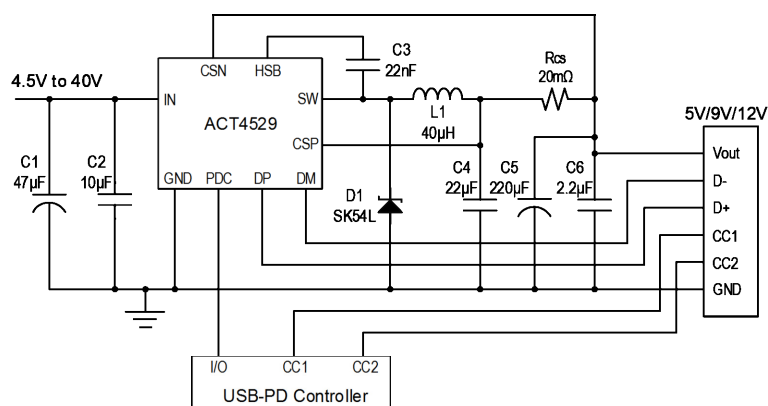 CSN
HSB
C3
22nF
Rcs
20mΩ
4.5V to 40V
IN
SW
ACT4529
L1
40µH
5V/9V/12V
CSP
Vout
C1
47µF
C2
10µF
GND
PDC
DP
DM
C4
22µF
C5
220µF
C6
2.2µF
D-
D1
SK54L
D+
CC1
CC2
GND
I/O
CC1
CC2
USB-PD Controller